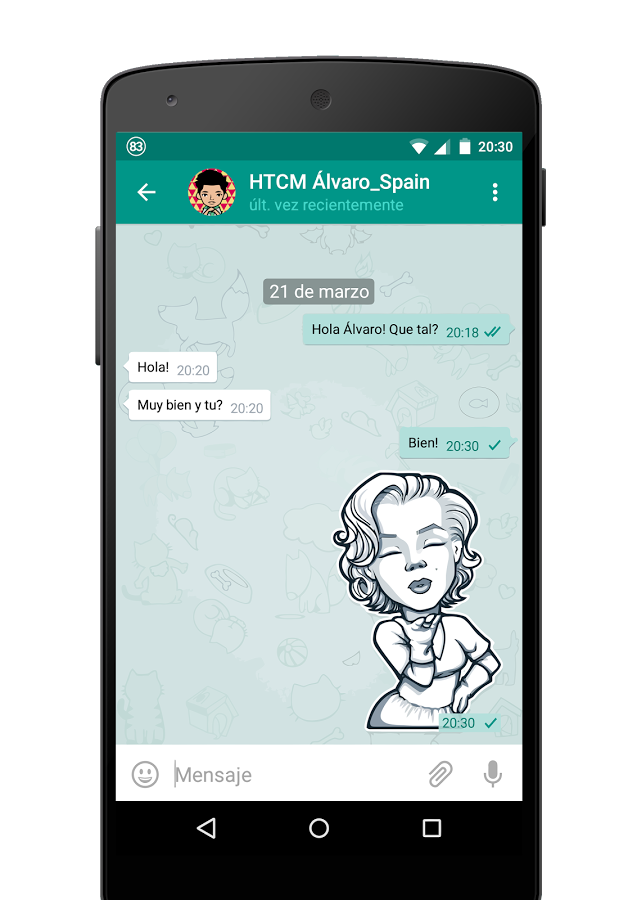 83
20:30
HTCM Álvaro_Spain
últ. vez recientemente
21 de marzo
Hola Álvaro! Que tal? 20:18
Hola! 20:20
Muy bien y tu? 20:20
Bien! 20:30
20:30
Mensaje